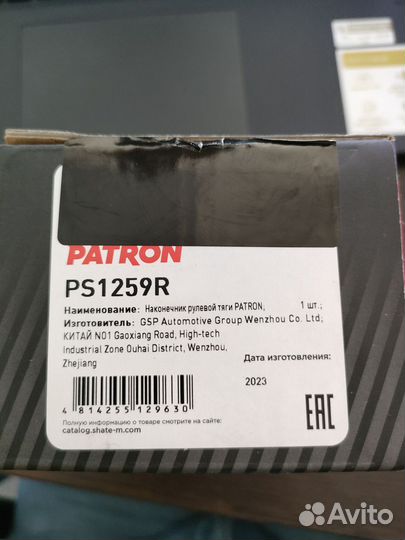 PATRON
PS1259R
Наименование: Наконечник рулевой тяги PATRON; 1 шт.;
Изготовитель: GSP Automotive Group Wenzhou Co. Ltd;
КИТАЙ NO1 Gaoxiang Road, High-tech
Industrial Zone Ouhai District, Wenzhou,
Zhejiang
Дата изготовления:
2023
4 814255 129630
EAC
Полную информацию о товаре смотрите на сайте:
catalog.shate-m.com
Avito